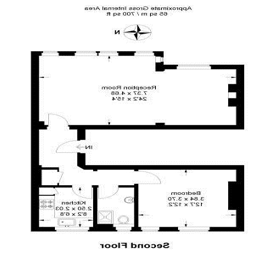 Approximate Gross Internal Area
65 sq m / 700 sq ft
N
Reception Room
7.37 x 4.68
24'2 x 15'4
IN
Kitchen
2.50 x 2.03
8'2 x 6'8
Bedroom
3.84 x 3.70
12'7 x 12'2
Second Floor